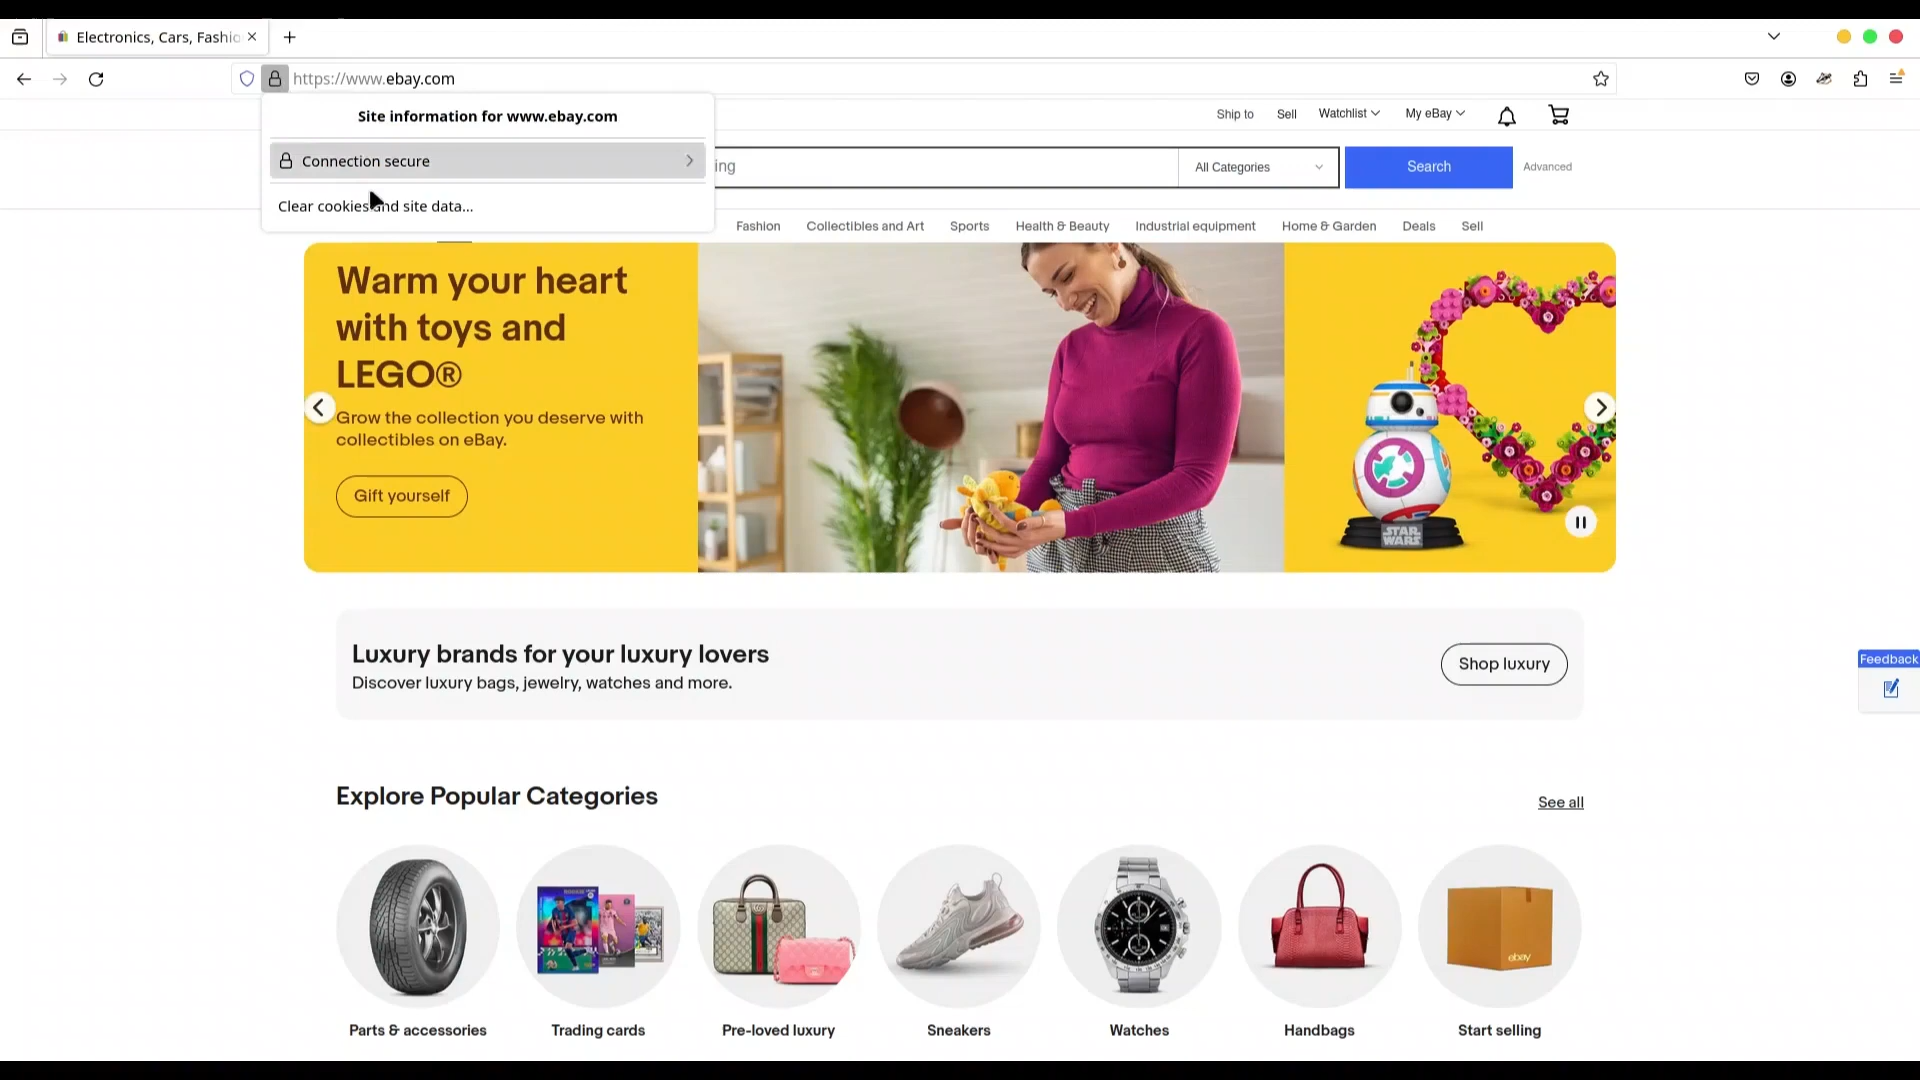 Electronics, Cars, Fashio
https://www.ebay.com
Site information for www.ebay.com
Connection secure
Clear cookies and site data...
Ship to
Sell
Watchlist
My eBay
ing
All Categories
Search
Advanced
Fashion
Collectibles and Art
Sports
Health & Beauty
Industrial equipment
Home & Garden
Deals
Sell
Warm your heart
with toys and
LEGO®
Grow the collection you deserve with
collectibles on eBay.
Gift yourself
STAR
WARS
Luxury brands for your luxury lovers
Discover luxury bags, jewelry, watches and more.
Shop luxury
Feedback
Explore Popular Categories
See all
ebay
Parts & accessories
Trading cards
Pre-loved luxury
Sneakers
Watches
Handbags
Start selling